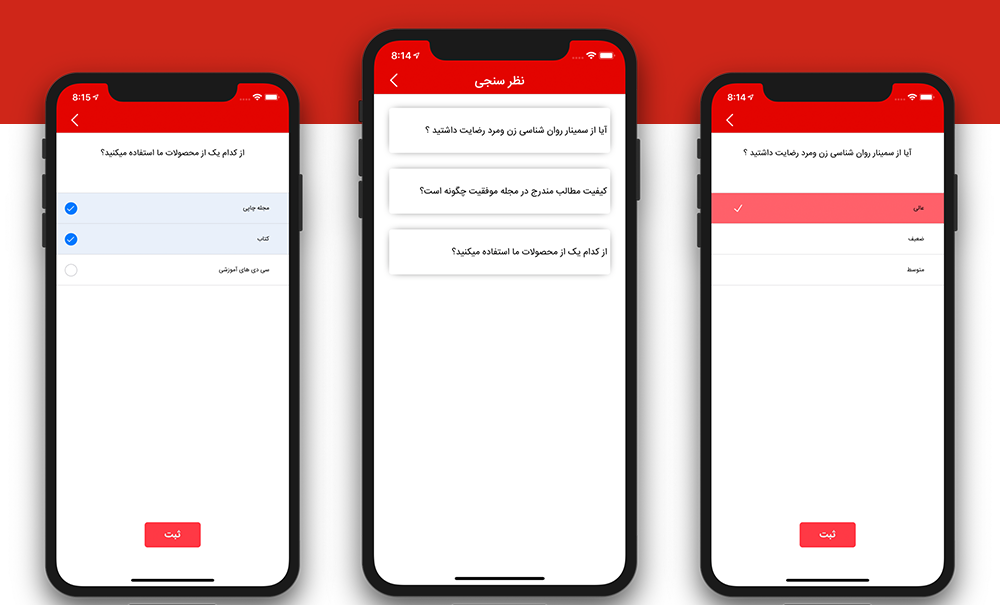 8:15
از کدام یک از محصولات ما استفاده میکنید؟
مجله چاپی
کتاب
سی دی های آموزشی
ثبت
8:14
نظر سنجی
آیا از سمینار روان شناسی زن ومرد رضایت داشتید ؟
کیفیت مطالب مندرج در مجله موفقیت چگونه است؟
از کدام یک از محصولات ما استفاده میکنید؟
8:14
آیا از سمینار روان شناسی زن ومرد رضایت داشتید ؟
عالی
ضعیف
متوسط
ثبت